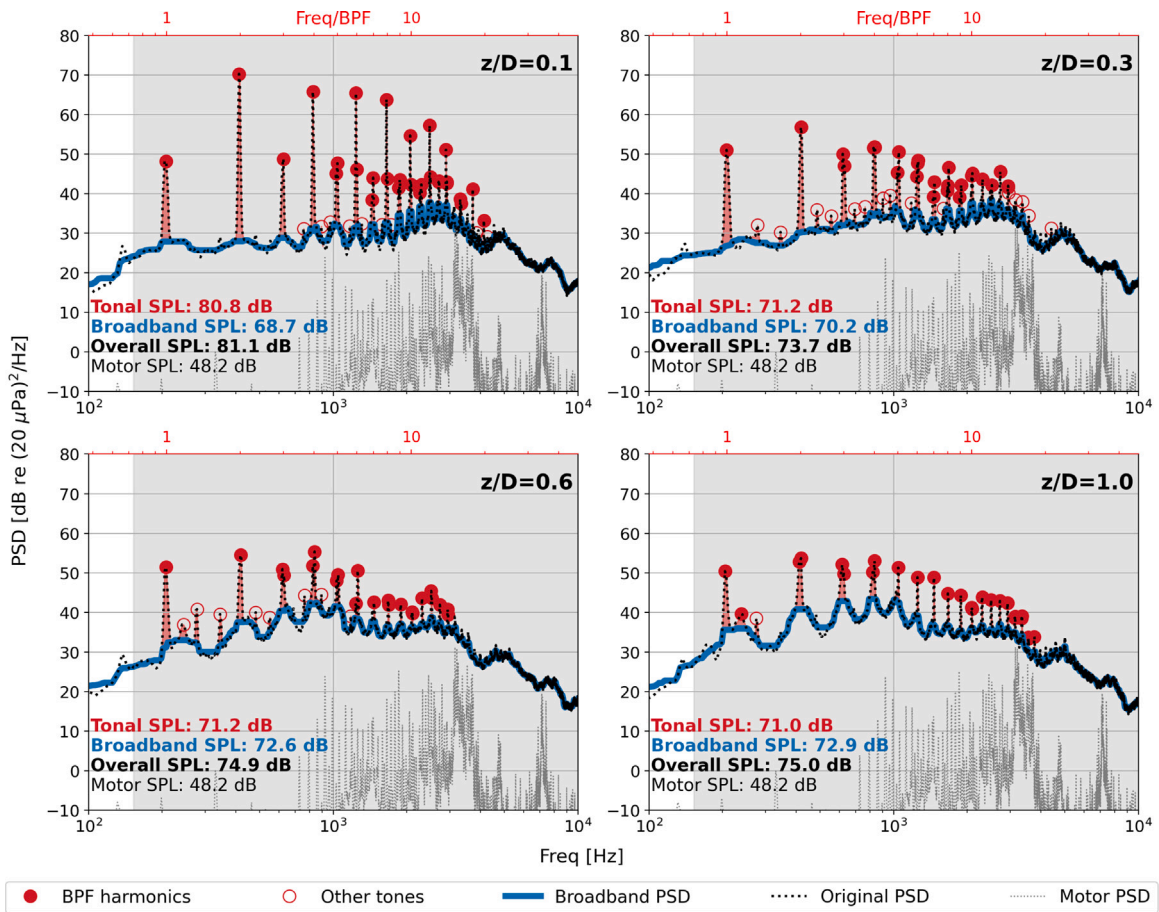 1 Freq/BPF 10
1 Freq/BPF 10
80
70
60
50
40
30
20
10
0
−10
z/D=0.1
Tonal SPL: 80.8 dB
Broadband SPL: 68.7 dB
Overall SPL: 81.1 dB
Motor SPL: 48.2 dB
10² 10³ 10⁴
80
70
60
50
40
30
20
10
0
−10
z/D=0.3
Tonal SPL: 71.2 dB
Broadband SPL: 70.2 dB
Overall SPL: 73.7 dB
Motor SPL: 48.2 dB
10² 10³ 10⁴
PSD [dB re (20 μPa)²/Hz]
1 10
80
70
60
50
40
30
20
10
0
−10
z/D=0.6
Tonal SPL: 71.2 dB
Broadband SPL: 72.6 dB
Overall SPL: 74.9 dB
Motor SPL: 48.2 dB
10² 10³ 10⁴
1 10
80
70
60
50
40
30
20
10
0
−10
z/D=1.0
Tonal SPL: 71.0 dB
Broadband SPL: 72.9 dB
Overall SPL: 75.0 dB
Motor SPL: 48.2 dB
10² 10³ 10⁴
Freq [Hz]
BPF harmonics Other tones Broadband PSD Original PSD Motor PSD